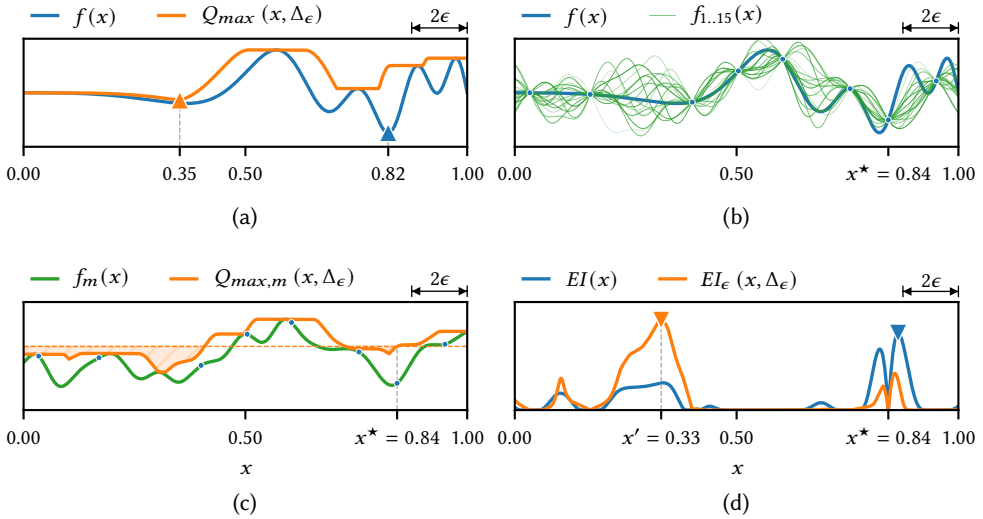 f(x) Q_max (x, Δ_ϵ) 2ϵ
0.00 0.35 0.50 0.82 1.00
(a)
f(x) f_1..15(x) 2ϵ
0.50 x★ = 0.84 1.00
0.00
(b)
f_m(x) Q_max,m (x, Δ_ϵ) 2ϵ
0.00 0.50 x★ = 0.84 1.00
x
(c)
EI(x) EI_ϵ (x, Δ_ϵ) 2ϵ
0.00 x′ = 0.33 0.50 x★ = 0.84 1.00
x
(d)